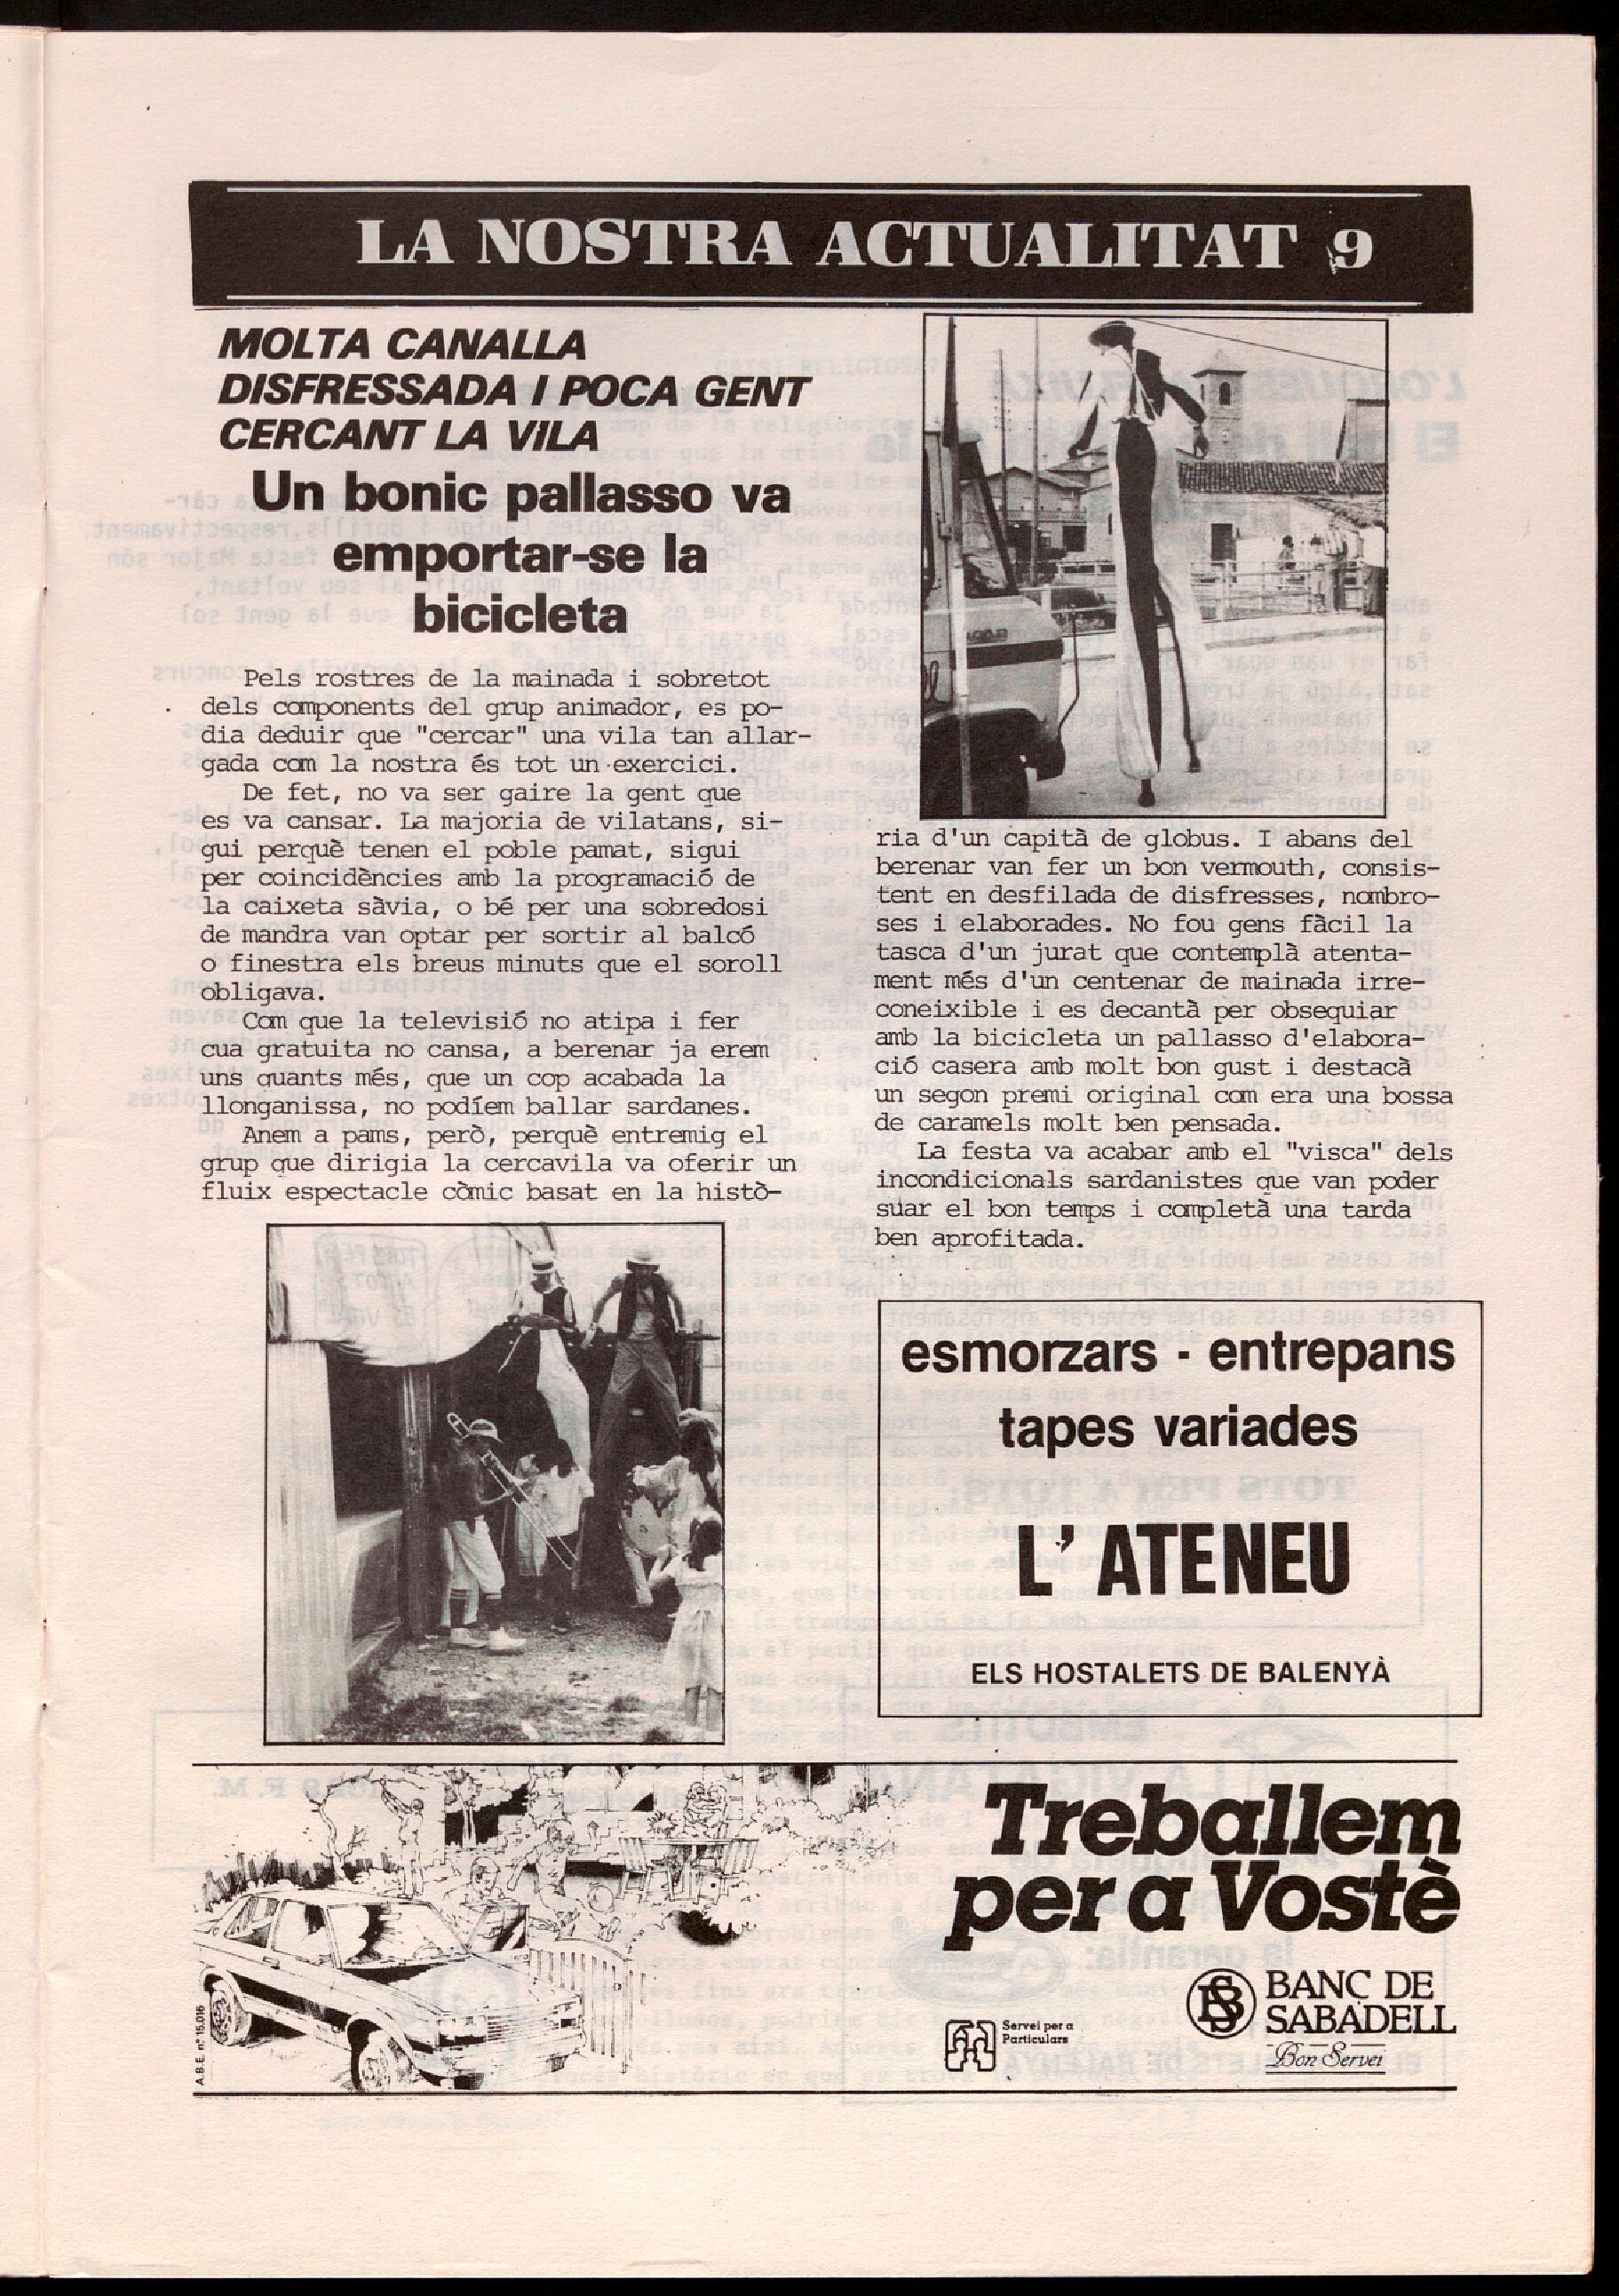 LA NOSTRA ACTUALITAT 9
MOLTA CANALLA
DISFRESSADA I POCA GENT
CERCANT LA VILA
Un bonic pallasso va
emportar-se la
bicicleta
Pels rostres de la mainada i sobretot
dels components del grup animador, es po-
dia deduir que "cercar" una vila tan allar-
gada com la nostra és tot un exercici.
De fet, no va ser gaire la gent que
es va cansar. La majoria de vilatans, si-
gui perquè tenen el poble pamat, sigui
per coincidències amb la programació de
la caixeta sàvia, o bé per una sobredosi
de mandra van optar per sortir al balcó
o finestra els breus minuts que el soroll
obligava.
Com que la televisió no atipa i fer
cua gratuita no cansa, a berenar ja erem
uns quants més, que un cop acabada la
llonganissa, no podíem ballar sardanes.
Anem a pams, però, perquè entremig el
grup que dirigia la cercavila va oferir un
fluix espectacle còmic basat en la histò-
ria d'un capità de globus. I abans del
berenar van fer un bon vermouth, consis-
tent en desfilada de disfresses, nombro-
ses i elaborades. No fou gens fàcil la
tasca d'un jurat que contemplà atenta-
ment més d'un centenar de mainada irre-
coneixible i es decantà per obsequiar
amb la bicicleta un pallasso d'elabora-
ció casera amb molt bon gust i destacà
un segon premi original com era una bossa
de caramels molt ben pensada.
La festa va acabar amb el "visca" dels
incondicionals sardanistes que van poder
suar el bon temps i completà una tarda
ben aprofitada.
esmorzars - entrepans
tapes variades
L'ATENEU
ELS HOSTALETS DE BALENYÀ
Treballem
per a Vostè
BS BANC DE
SABADELL
Bon Servei
Servei per a
Particulars
A.B.E. nº 15.016